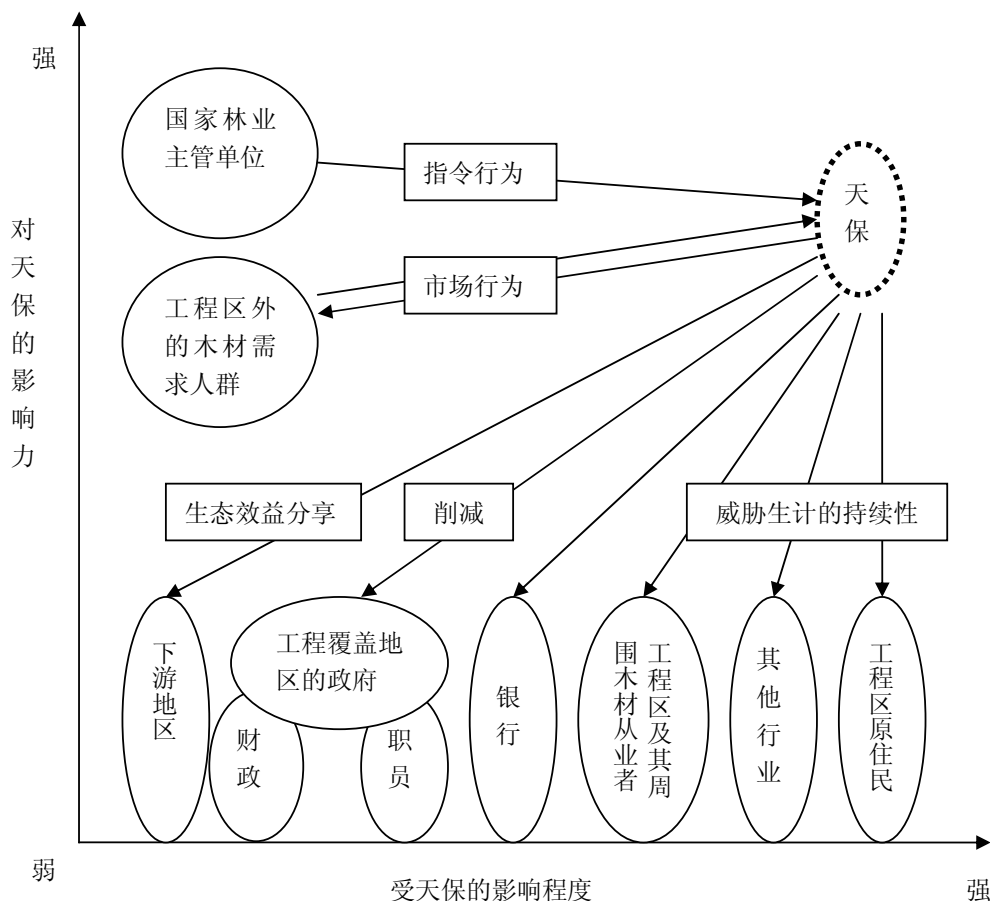 强
对天保的影响力
国家林业
主管单位
指令行为
天
保
市场行为
工程区外
的木材需
求人群
生态效益分享
削减
威胁生计的持续性
下游地区
工程覆盖地
区的政府
财政
职员
银行
工程区及其周
围木材从业者
其他行业
工程区原住民
弱
受天保的影响程度
强